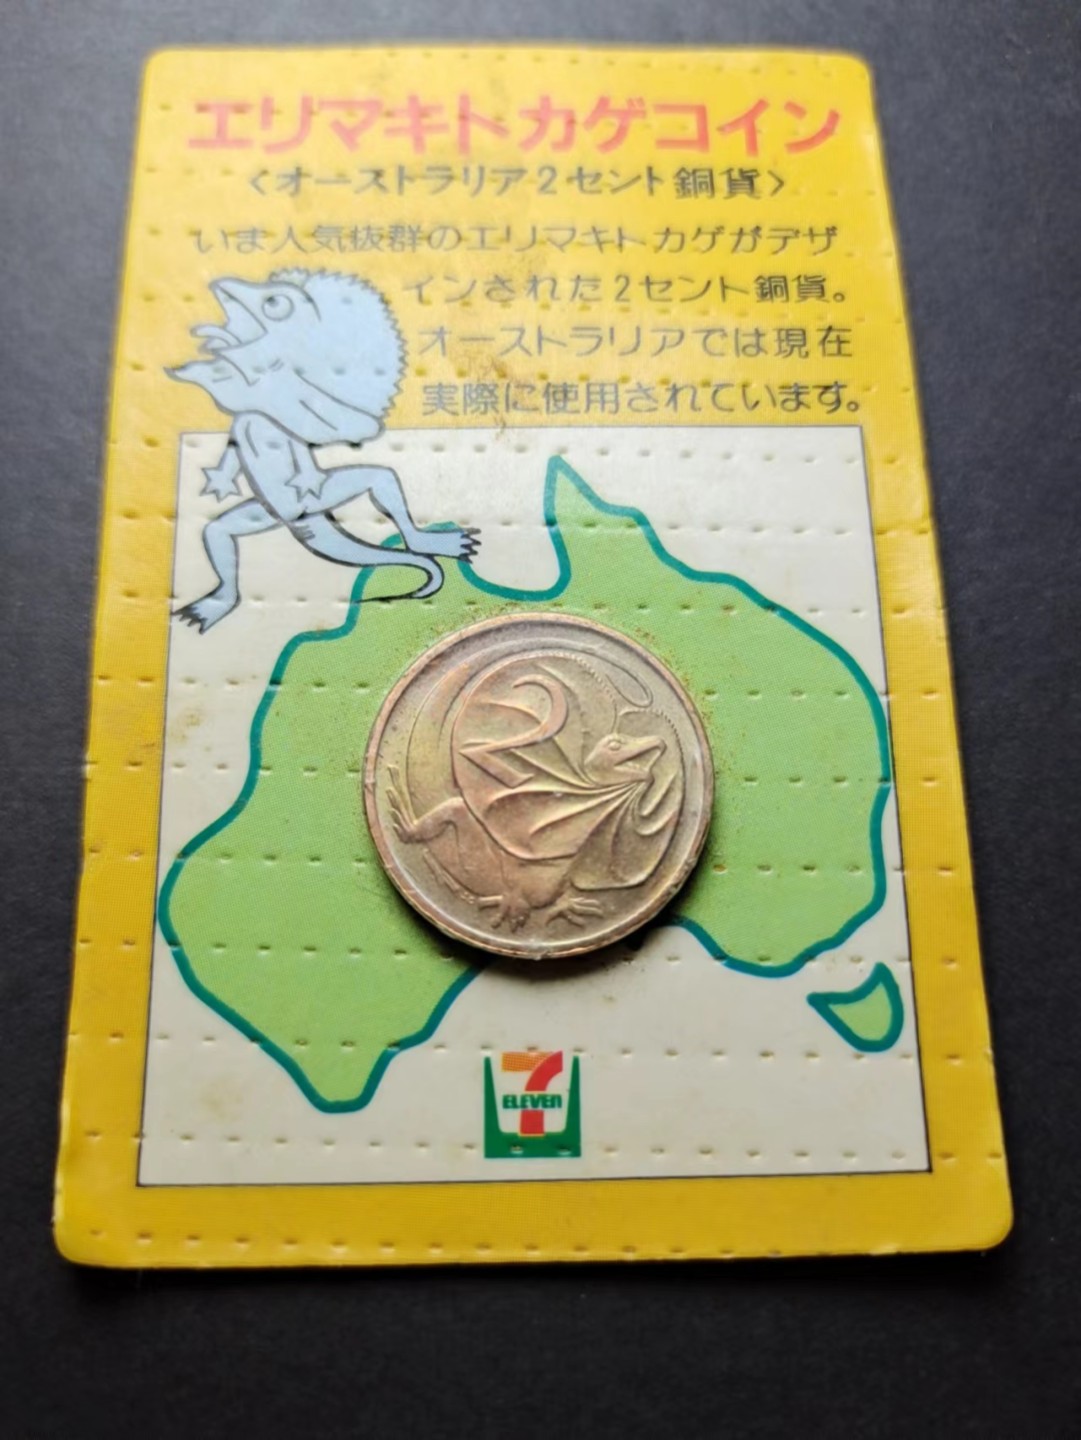 エリマキトカゲコイン
<オーストラリア2セント銅貨>
いま人気抜群のエリマキトカゲがデザ
インされた2セント銅貨。
オーストラリアでは現在
実際に使用されています。
2
7
ELEVEn